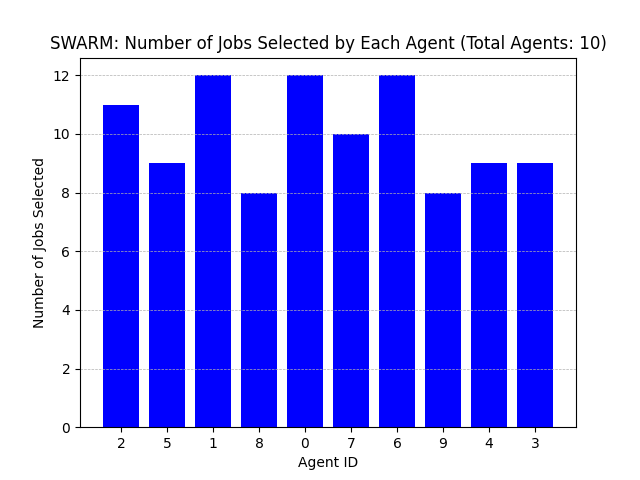 SWARM: Number of Jobs Selected by Each Agent (Total Agents: 10)
12
10
8
6
4
2
0
Number of Jobs Selected
2 5 1 8 0 7 6 9 4 3
Agent ID